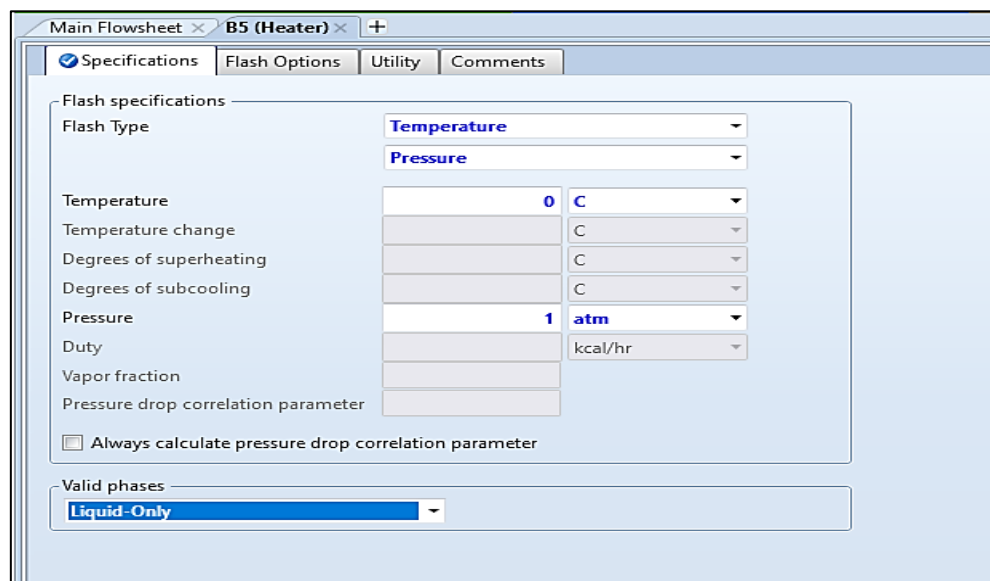 Main Flowsheet × B5 (Heater) × +
Specifications Flash Options Utility Comments
Flash specifications
Flash Type Temperature
Pressure
Temperature 0 C
Temperature change C
Degrees of superheating C
Degrees of subcooling C
Pressure 1 atm
Duty kcal/hr
Vapor fraction
Pressure drop correlation parameter
Always calculate pressure drop correlation parameter
Valid phases
Liquid-Only